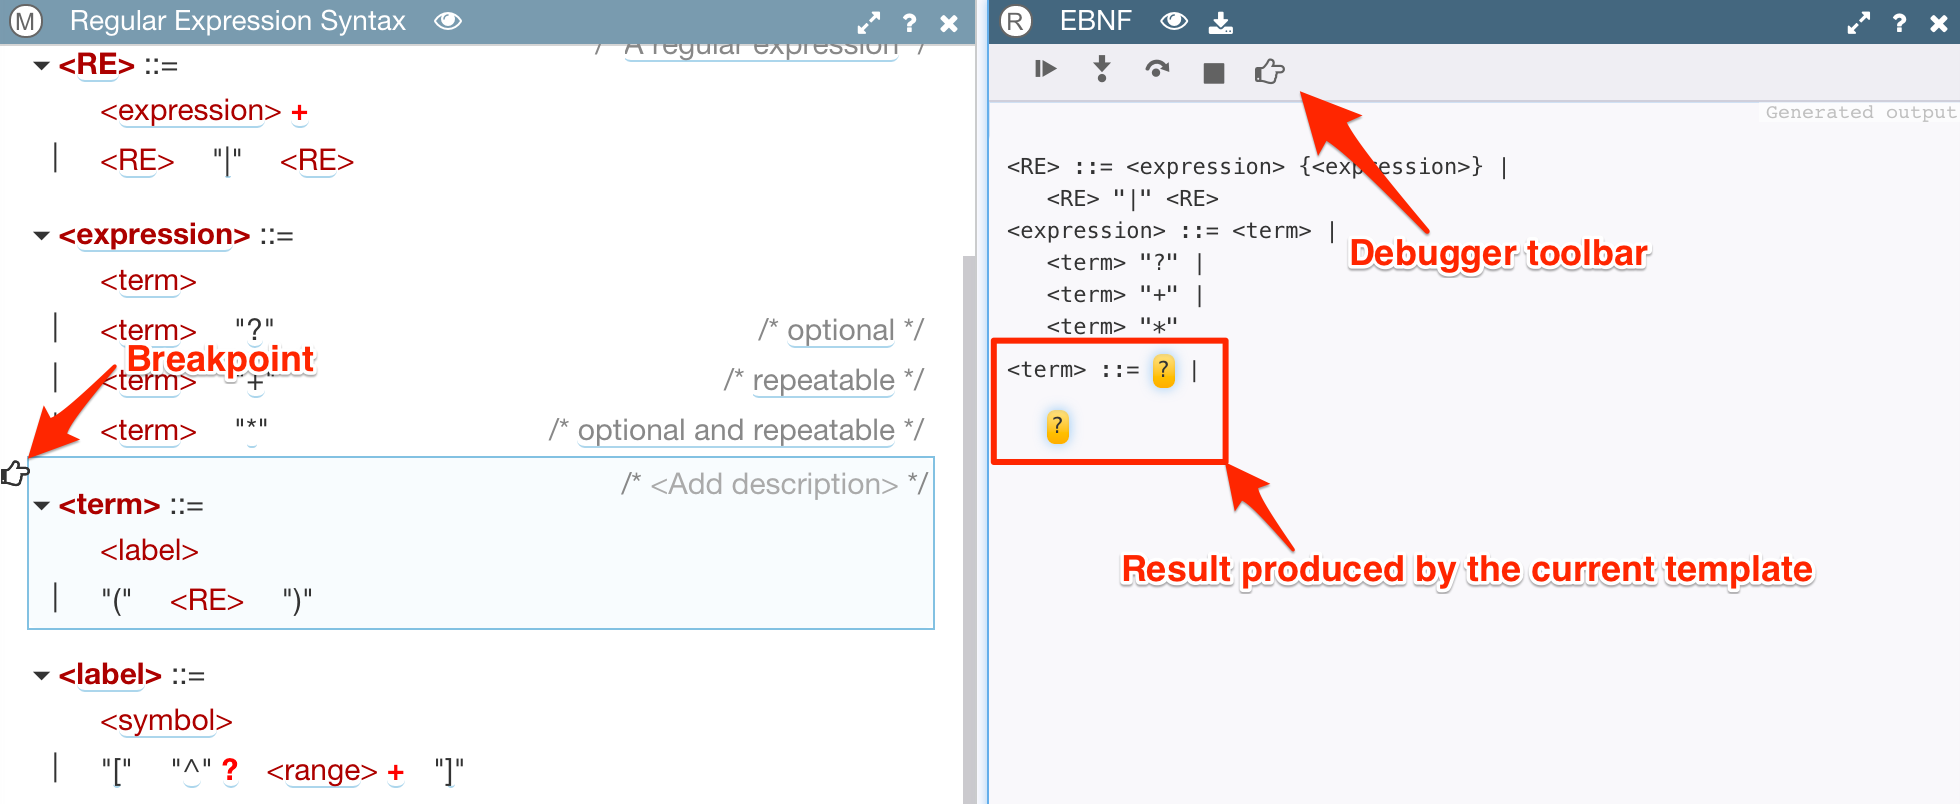 M Regular Expression Syntax ? ×
/* A regular expression */
<RE> ::=
<expression> +
| <RE> "|" <RE>
<expression> ::=
<term>
| <term> "?" /* optional */
Breakpoint
| <term> "+" /* repeatable */
| <term> "*" /* optional and repeatable */
/* <Add description> */
<term> ::=
<label>
| "(" <RE> ")"
<label> ::=
<symbol>
| "[" "^" ? <range> + "]"
R EBNF ? ×
Generated output
<RE> ::= <expression> {<expression>} |
<RE> "|" <RE>
<expression> ::= <term> |
<term> "?" |
<term> "+" |
<term> "*"
<term> ::= ? |
?
Debugger toolbar
Result produced by the current template